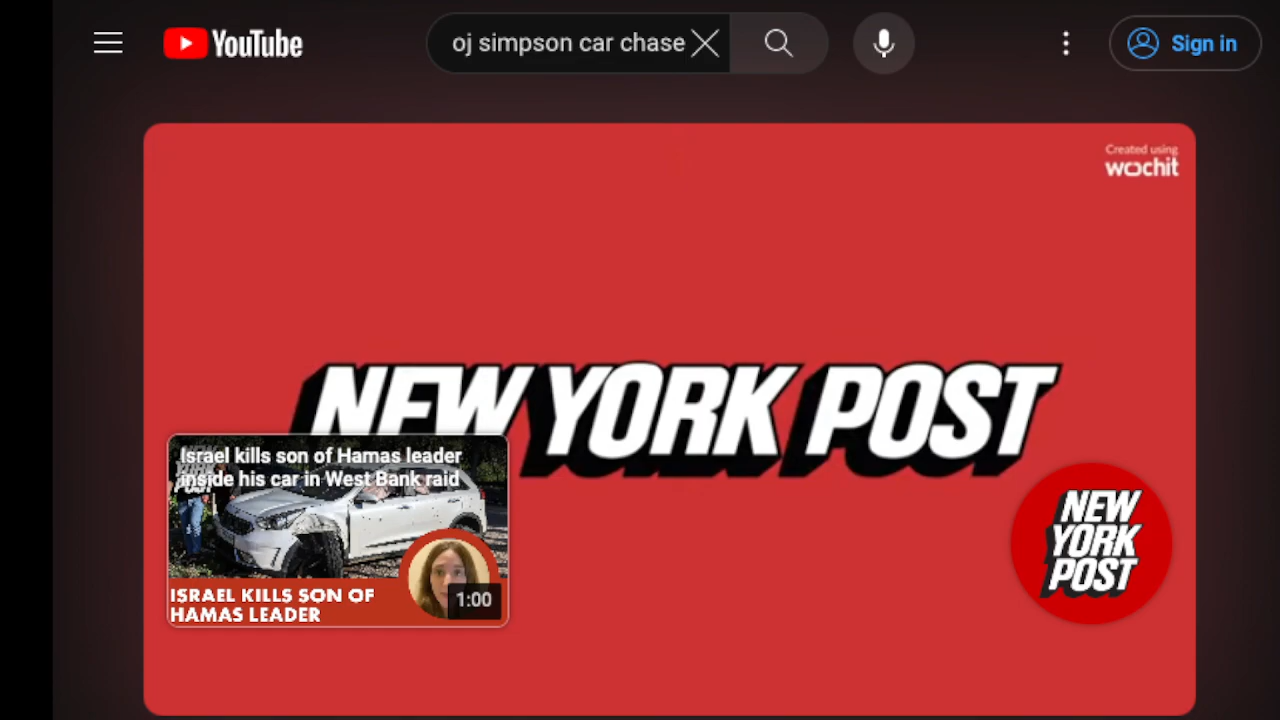 YouTube
oj simpson car chase
Sign in
Created using
wochit
NEW YORK POST
Israel kills son of Hamas leader
inside his car in West Bank raid
ISRAEL KILLS SON OF
HAMAS LEADER
1:00
NEW
YORK
POST